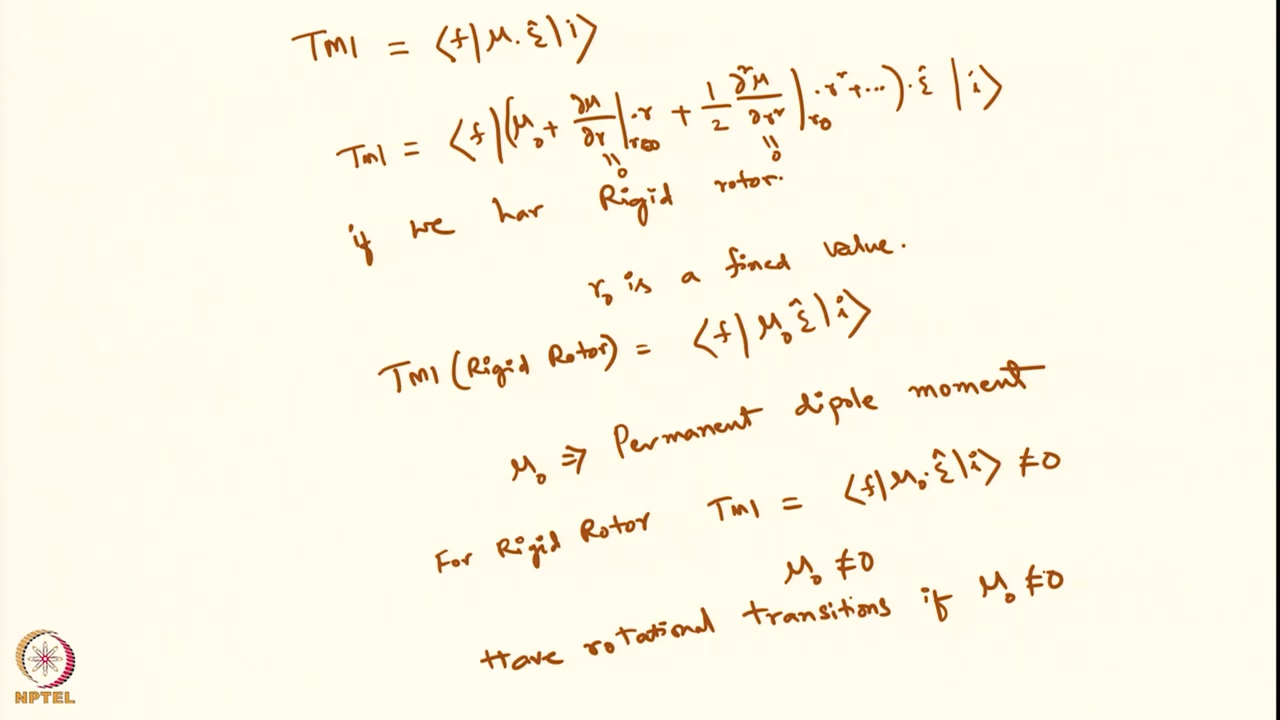 TMI = ⟨f|μ·ε̂|i⟩
TMI = ⟨f|(μ₀ + ∂μ/∂r|r=0 ·r + 1/2 ∂²μ/∂r²|r₀ ·r² + ...)·ε̂ |i⟩
=0 =0
if we har Rigid rotor.
r₀ is a fixed value.
TMI (Rigid Rotor) = ⟨f|μ₀ ε̂|i⟩
μ₀ ⇒ Permanent dipole moment
For Rigid Rotor TMI = ⟨f|μ₀·ε̂|i⟩ ≠0
μ₀ ≠0
Have rotational transitions if μ₀ ≠0
NPTEL